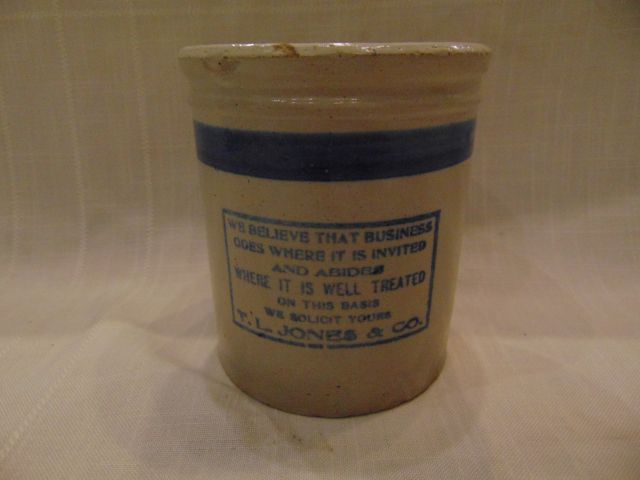 WE BELIEVE THAT BUSINESS
GOES WHERE IT IS INVITED
AND ABIDES
WHERE IT IS WELL TREATED
ON THIS BASIS
WE SOLICIT YOURS
T. L. JONES & CO.